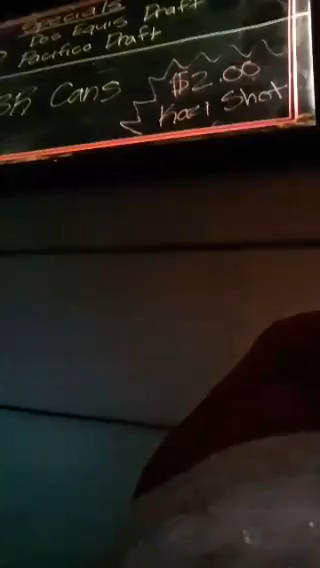 Specials
Dos Equis Draft
Pacifico Draft
Cans
$2.00
Shot